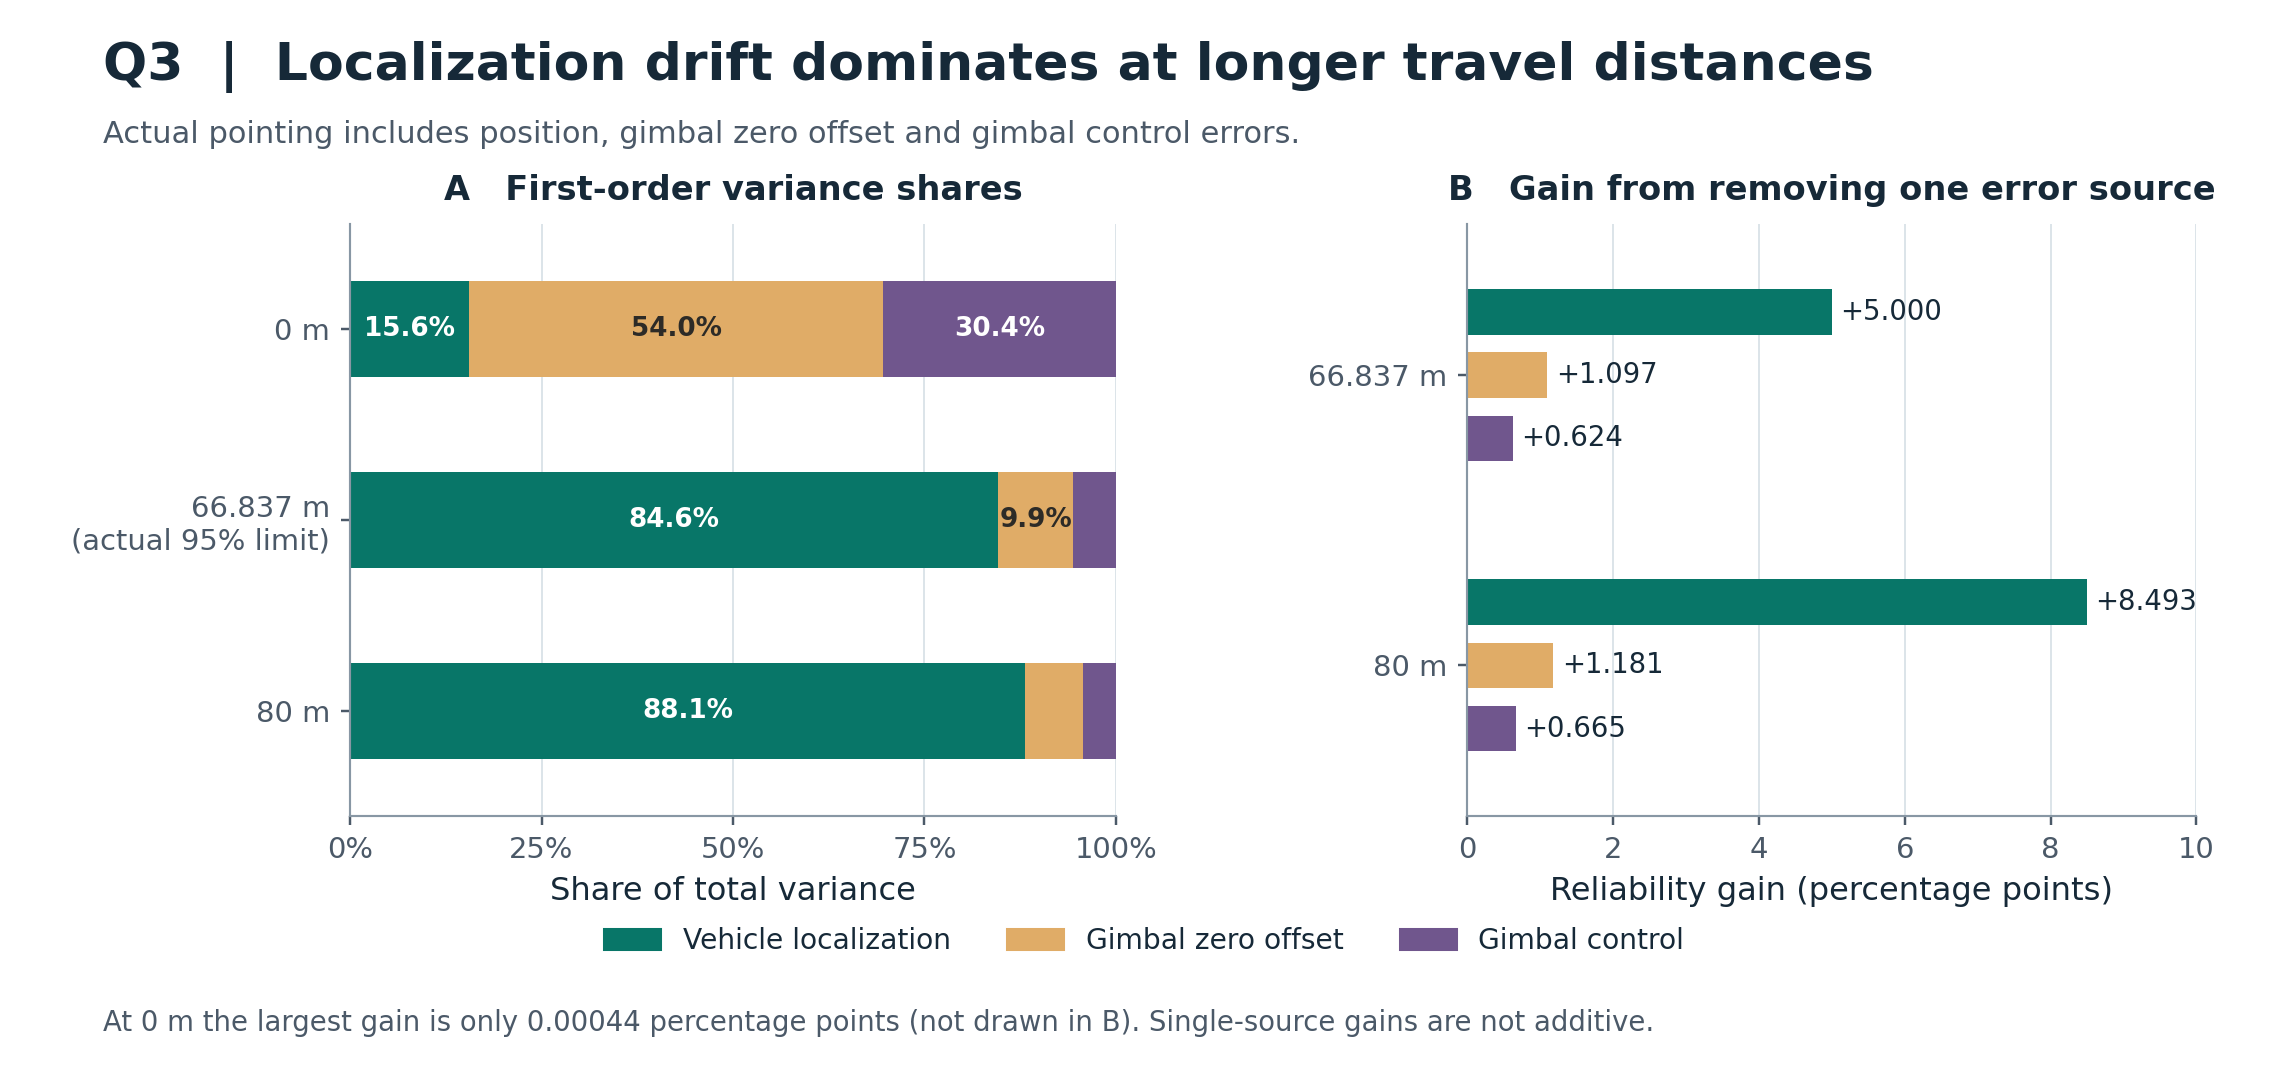 Q3 | Localization drift dominates at longer travel distances
Actual pointing includes position, gimbal zero offset and gimbal control errors.
A First-order variance shares
0 m
15.6%
54.0%
30.4%
66.837 m
(actual 95% limit)
84.6%
9.9%
80 m
88.1%
0%
25%
50%
75%
100%
Share of total variance
B Gain from removing one error source
+5.000
66.837 m
+1.097
+0.624
+8.493
80 m
+1.181
+0.665
0
2
4
6
8
10
Reliability gain (percentage points)
Vehicle localization
Gimbal zero offset
Gimbal control
At 0 m the largest gain is only 0.00044 percentage points (not drawn in B). Single-source gains are not additive.